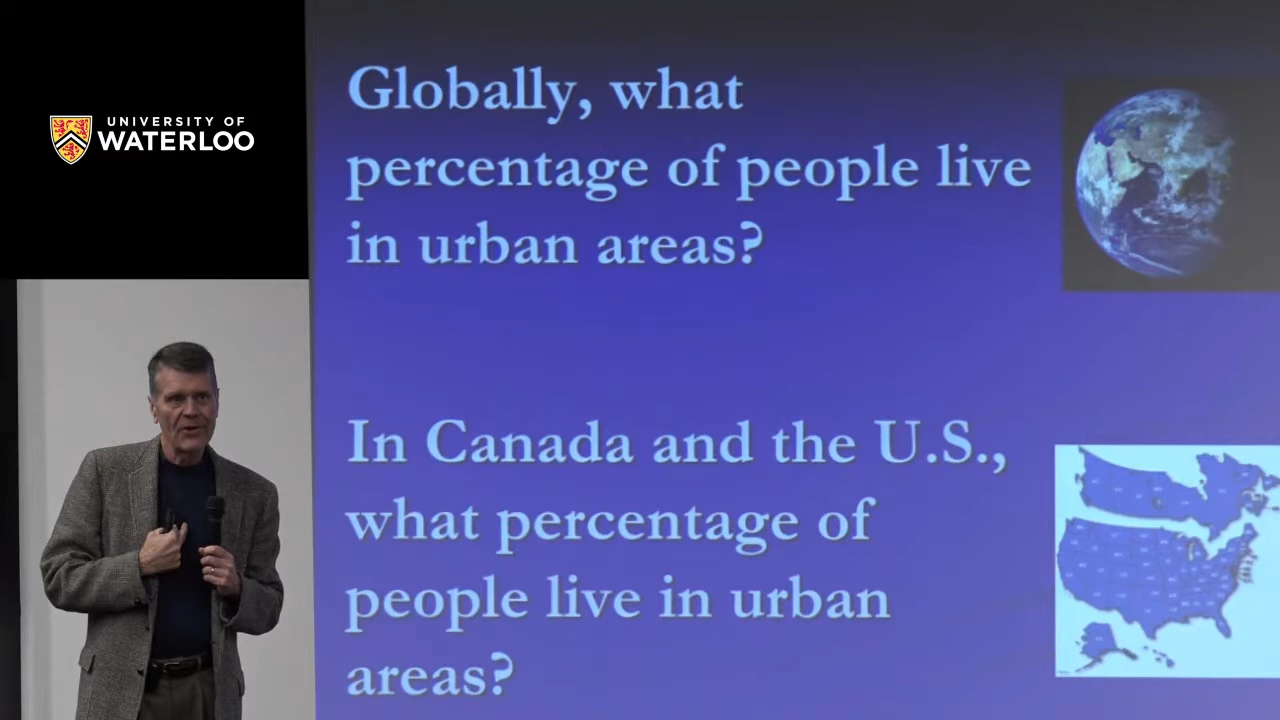 UNIVERSITY OF
WATERLOO
Globally, what
percentage of people live
in urban areas?
In Canada and the U.S.,
what percentage of
people live in urban
areas?